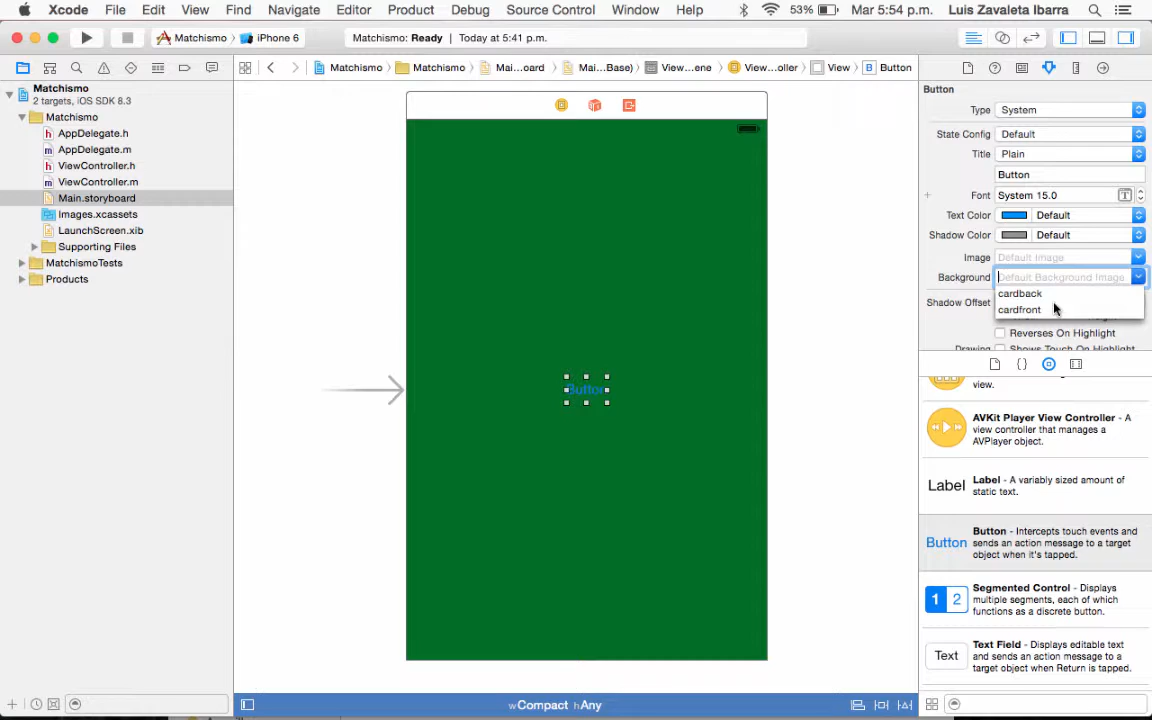 Xcode File Edit View Find Navigate Editor Product Debug Source Control Window Help 53% Mar 5:54 p.m. Luis Zavaleta Ibarra
Matchismo iPhone 6 Matchismo: Ready Today at 5:41 p.m.
Matchismo Matchismo Mai...oard Mai...Base) View...ene View...oller View B Button
Matchismo
2 targets, iOS SDK 8.3
Matchismo
h AppDelegate.h
m AppDelegate.m
h ViewController.h
m ViewController.m
Main.storyboard
Images.xcassets
LaunchScreen.xib
Supporting Files
MatchismoTests
Products
Button
wCompact hAny
Button
Type System
State Config Default
Title Plain
Button
Font System 15.0 T
Text Color Default
Shadow Color Default
Image Default Image
Background Default Background Image
cardback
Shadow Offset
cardfront
Reverses On Highlight
Drawing Shows Touch On Highlight
view.
AVKit Player View Controller - A
view controller that manages a
AVPlayer object.
Label
Label - A variably sized amount of
static text.
Button
Button - Intercepts touch events and
sends an action message to a target
object when it's tapped.
1 2
Segmented Control - Displays
multiple segments, each of which
functions as a discrete button.
Text
Text Field - Displays editable text
and sends an action message to a
target object when Return is tapped.